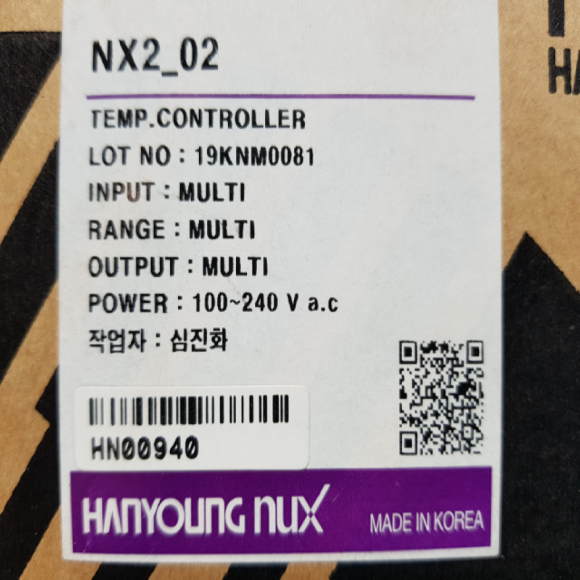 NX2_02
TEMP.CONTROLLER
LOT NO : 19KNM0081
INPUT : MULTI
RANGE : MULTI
OUTPUT : MULTI
POWER : 100~240 V a.c
작업자 : 심진화
HN00940
HANYOUNG nux
MADE IN KOREA